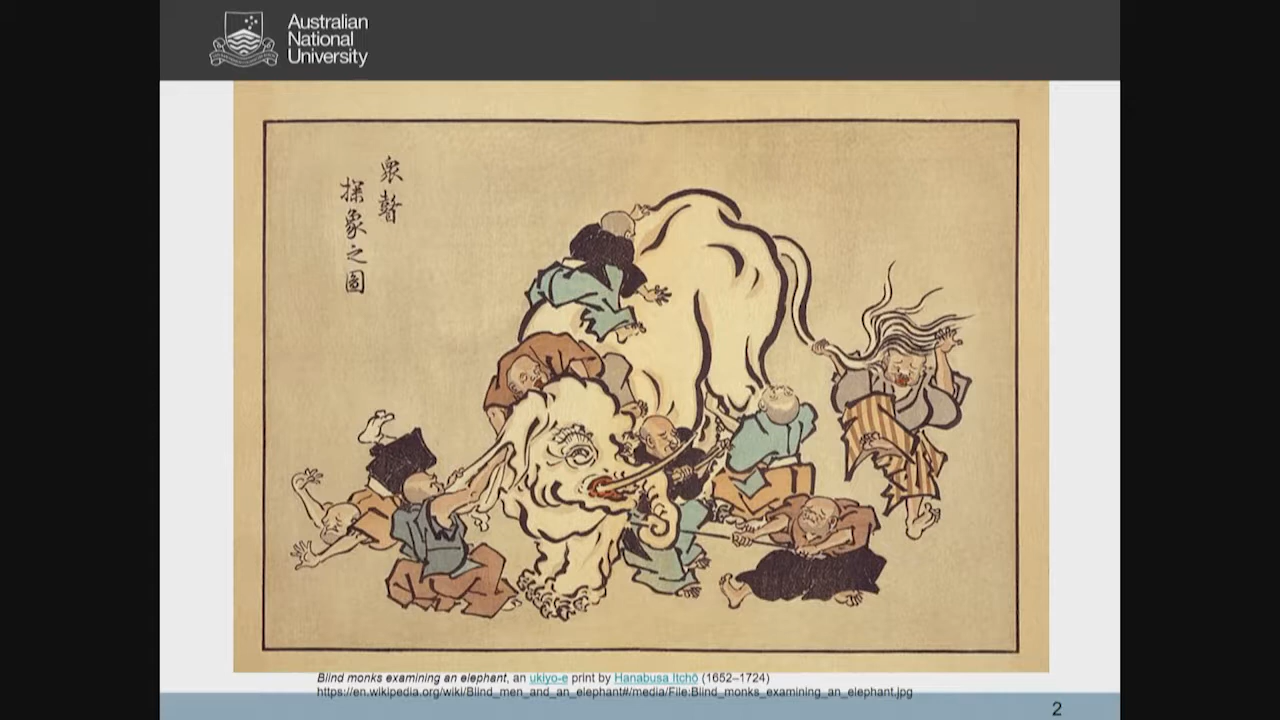 Australian
National
University
衆瞽
探象之圖
Blind monks examining an elephant, an ukiyo-e print by Hanabusa Itchō (1652–1724)
https://en.wikipedia.org/wiki/Blind_men_and_an_elephant#/media/File:Blind_monks_examining_an_elephant.jpg
2